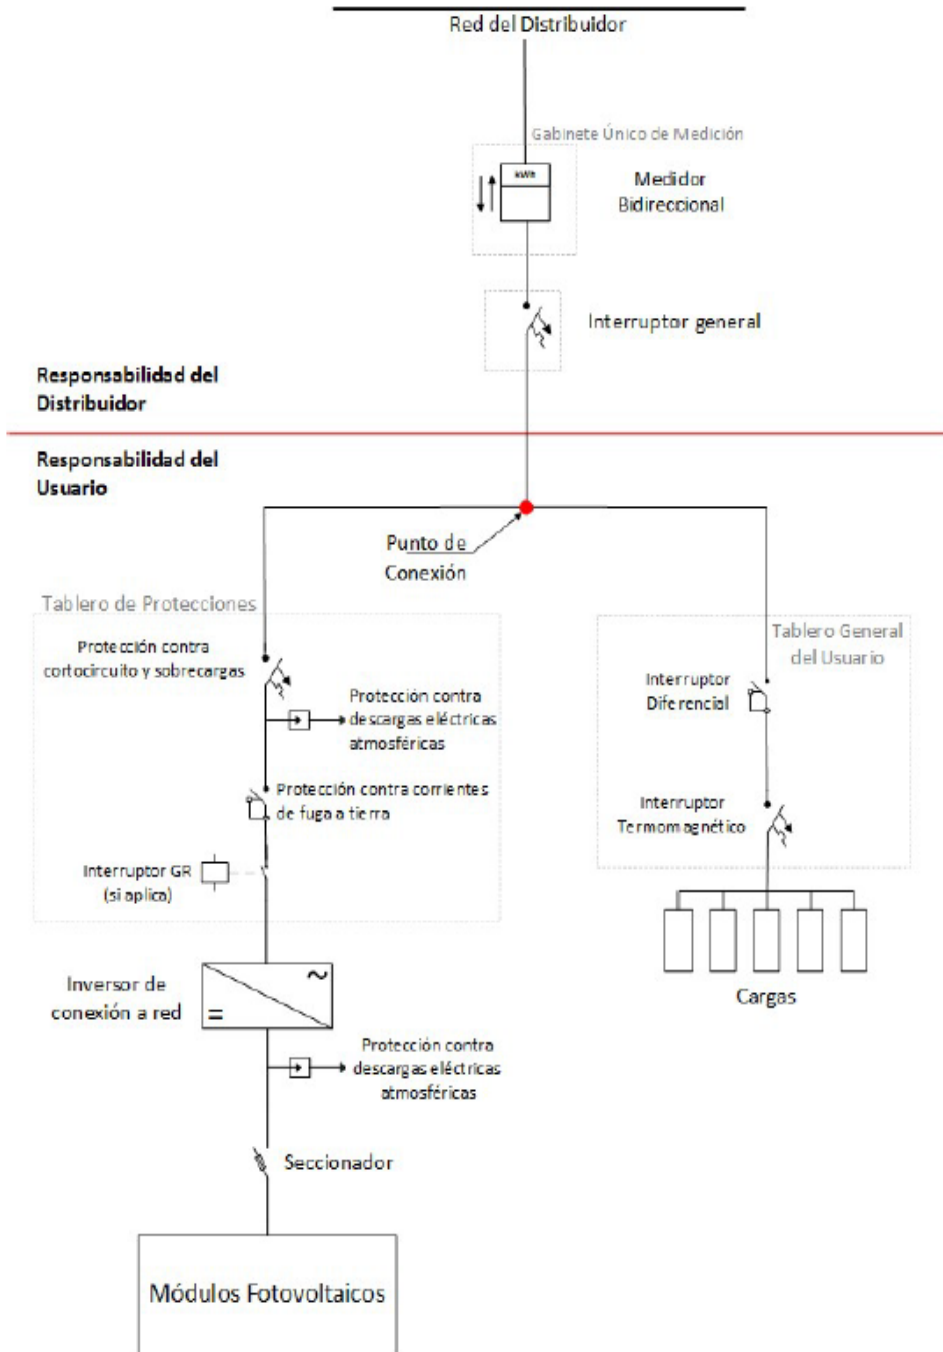 Red del Distribuidor
Gabinete Único de Medición
kWh
Medidor
Bidireccional
Interruptor general
Responsabilidad del
Distribuidor
Responsabilidad del
Usuario
Punto de
Conexión
Tablero de Protecciones
Protección contra
cortocircuito y sobrecargas
Protección contra
descargas eléctricas
atmosféricas
Protección contra corrientes
de fuga a tierra
Interruptor GR
(si aplica)
Tablero General
del Usuario
Interruptor
Diferencial
Interruptor
Termomagnético
Cargas
Inversor de
conexión a red
Protección contra
descargas eléctricas
atmosféricas
Seccionador
Módulos Fotovoltaicos